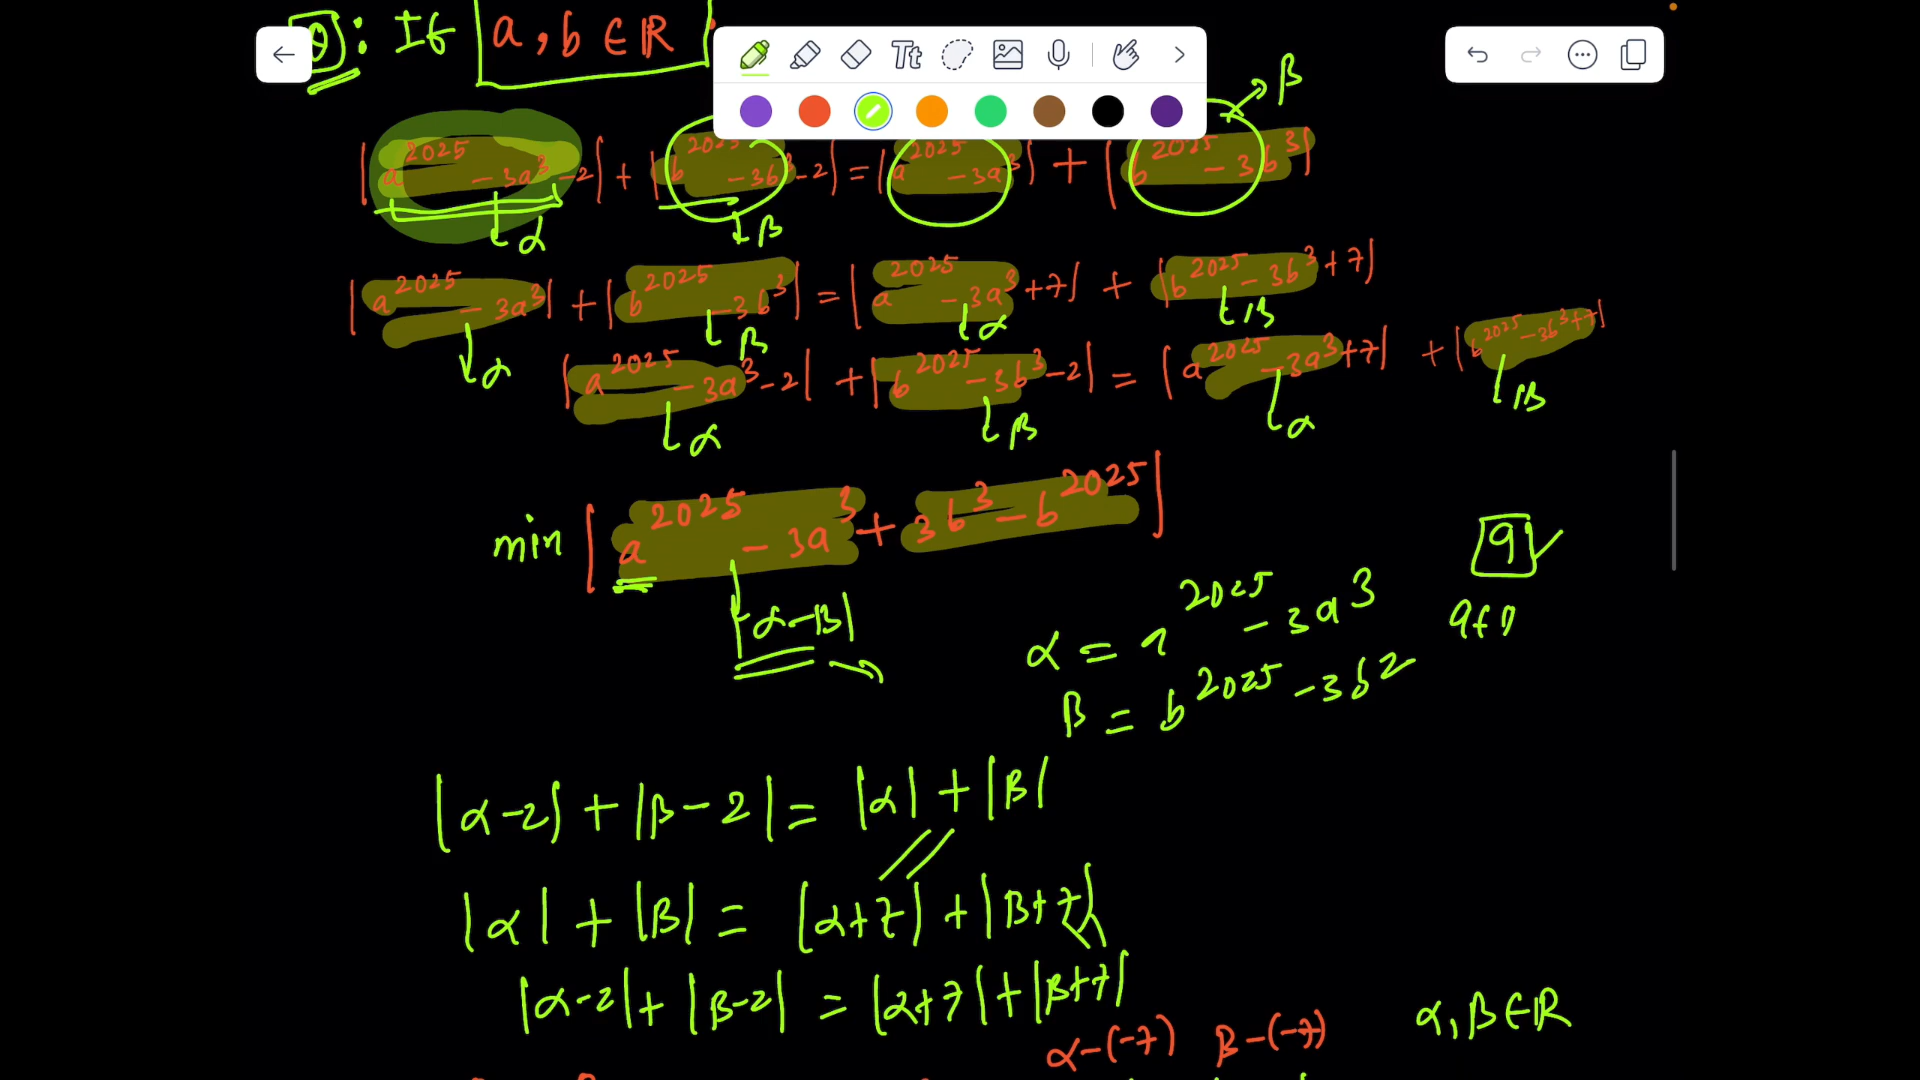 Q: If a, b ∈ ℝ
→ β
|a^2025 - 3a^3 - 2| + |b^2025 - 3b^3 - 2| = |a^2025 - 3a^3| + |b^2025 - 3b^3|
α β
|a^2025 - 3a^3| + |b^2025 - 3b^3| = |a^2025 - 3a^3 + 7| + |b^2025 - 3b^3 + 7|
α β α β
|a^2025 - 3a^3 - 2| + |b^2025 - 3b^3 - 2| = |a^2025 - 3a^3 + 7| + |b^2025 - 3b^3 + 7|
α β α β
min |a^2025 - 3a^3 + 3b^3 - b^2025|
9
|α - β|
α = a^2025 - 3a^3
β = b^2025 - 3b^2
|α - 2| + |β - 2| = |α| + |β|
|α| + |β| = |α + 7| + |β + 7|
|α - 2| + |β - 2| = |α + 7| + |β + 7|
α - (-7) β - (-7)
α, β ∈ ℝ
Tt